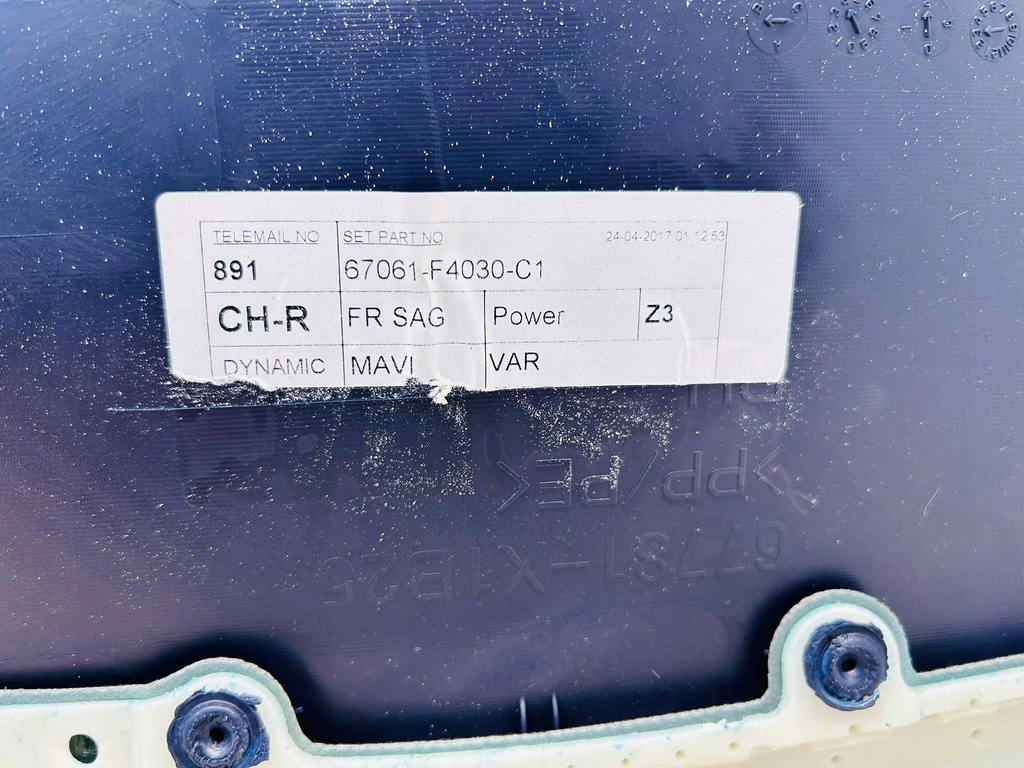 TELEMAIL NO SET PART NO 24-04-2017 01:12:53
891 67061-F4030-C1
CH-R FR SAG Power Z3
DYNAMIC MAVI VAR
>PP/PE<
67781-X1B25